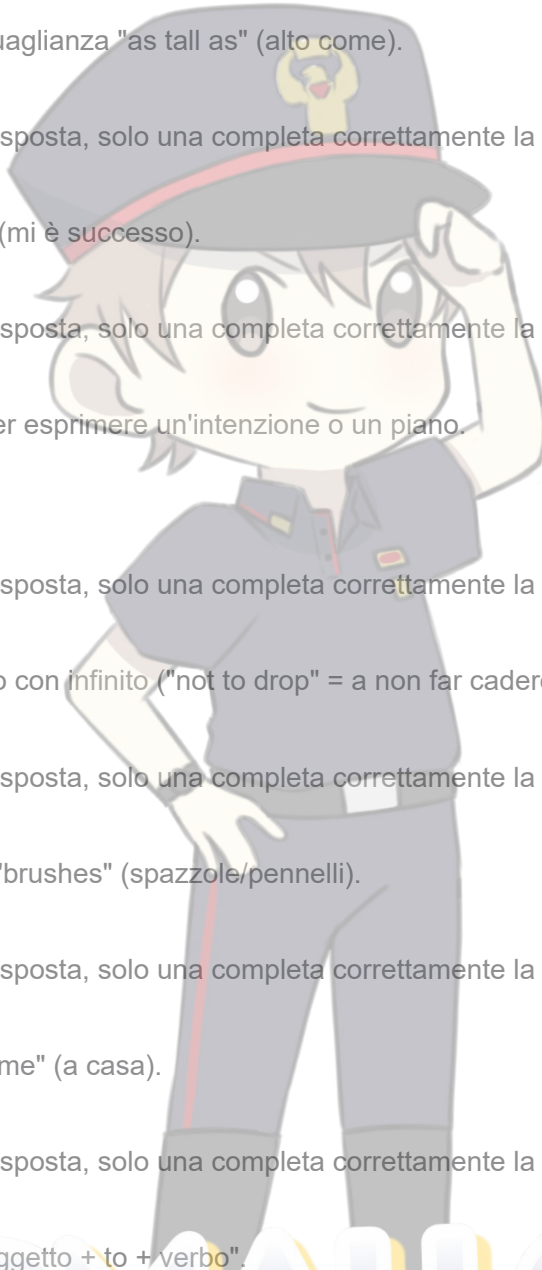 uaglianza "as tall as" (alto come).
sposta, solo una completa correttamente la
(mi è successo).
sposta, solo una completa correttamente la
er esprimere un'intenzione o un piano.
sposta, solo una completa correttamente la
o con infinito ("not to drop" = a non far cadere
sposta, solo una completa correttamente la
"brushes" (spazzole/pennelli).
sposta, solo una completa correttamente la
me" (a casa).
sposta, solo una completa correttamente la
ggetto + to + verbo".